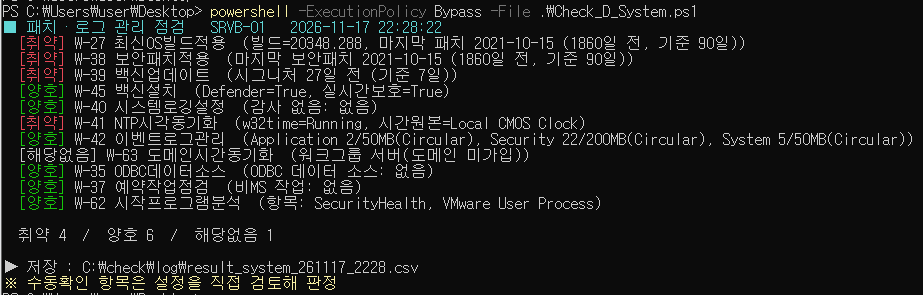 PS C:₩Users₩user₩Desktop> powershell -ExecutionPolicy Bypass -File .₩Check_D_System.ps1
■ 패치·로그 관리 점검  SRVB-01  2026-11-17 22:28:22
[취약] W-27 최신OS빌드적용 (빌드=20348.288, 마지막 패치 2021-10-15 (1860일 전, 기준 90일))
[취약] W-38 보안패치적용 (마지막 보안패치 2021-10-15 (1860일 전, 기준 90일))
[취약] W-39 백신업데이트 (시그니처 27일 전 (기준 7일))
[양호] W-45 백신설치 (Defender=True, 실시간보호=True)
[양호] W-40 시스템로깅설정 (감사 없음: 없음)
[취약] W-41 NTP시각동기화 (w32time=Running, 시간원본=Local CMOS Clock)
[양호] W-42 이벤트로그관리 (Application 2/50MB(Circular), Security 22/200MB(Circular), System 5/50MB(Circular))
[해당없음] W-63 도메인시간동기화 (워크그룹 서버(도메인 미가입))
[양호] W-35 ODBC데이터소스 (ODBC 데이터 소스: 없음)
[양호] W-37 예약작업점검 (비MS 작업: 없음)
[양호] W-62 시작프로그램분석 (항목: SecurityHealth, VMware User Process)
취약 4 / 양호 6 / 해당없음 1
▶ 저장 : C:₩check₩log₩result_system_261117_2228.csv
※ 수동확인 항목은 설정을 직접 검토해 판정